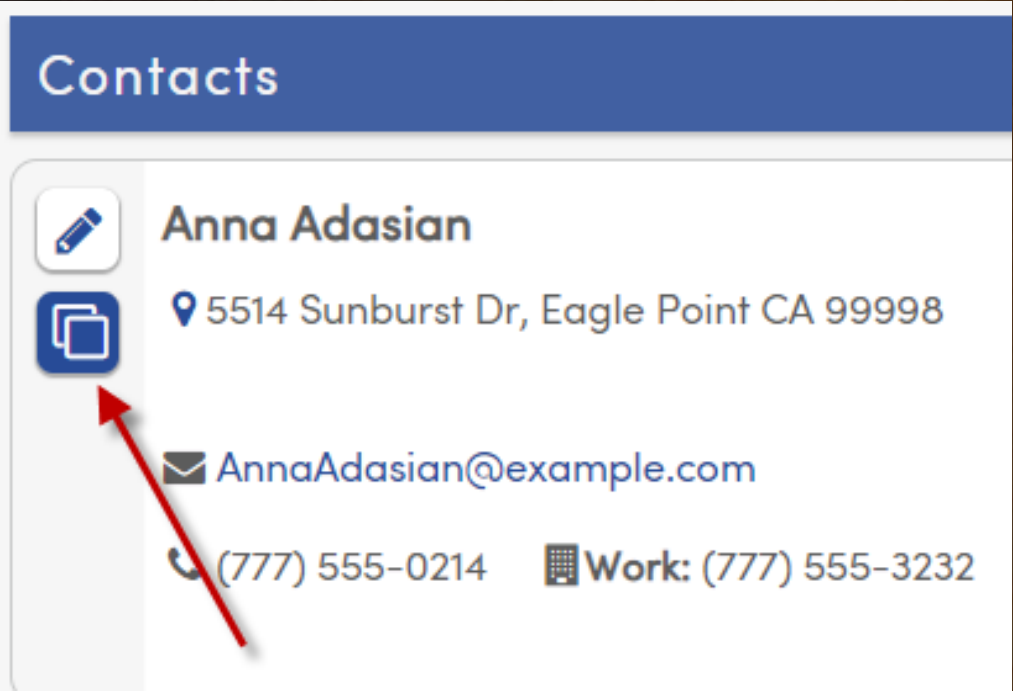 Contacts
Anna Adasian
5514 Sunburst Dr, Eagle Point CA 99998
AnnaAdasian@example.com
(777) 555-0214 Work: (777) 555-3232